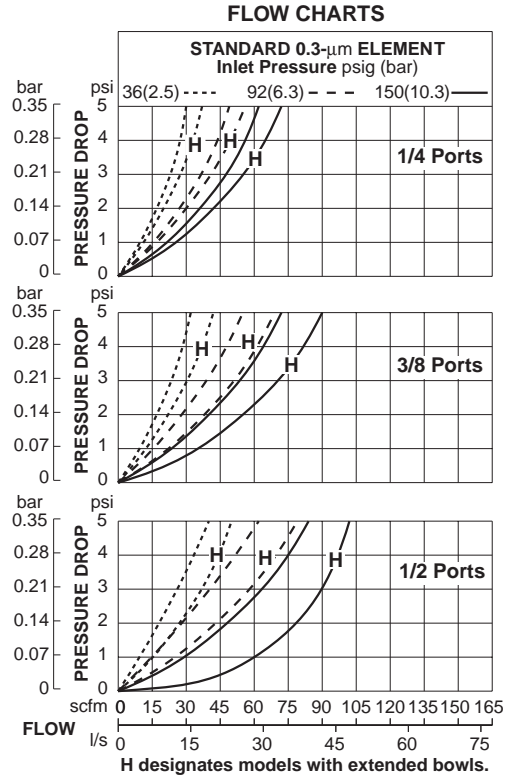 FLOW CHARTS
STANDARD 0.3-µm ELEMENT
Inlet Pressure psig (bar)
bar psi 36(2.5) 92(6.3) 150(10.3)
0.35 5
0.28 4 H H H
0.21 3 1/4 Ports
0.14 2
0.07 1
0 0
PRESSURE DROP
bar psi
0.35 5
0.28 4 H H H
0.21 3 3/8 Ports
0.14 2
0.07 1
0 0
PRESSURE DROP
bar psi
0.35 5
0.28 4 H H H
0.21 3 1/2 Ports
0.14 2
0.07 1
0 0
PRESSURE DROP
scfm 0 15 30 45 60 75 90 105 120 135 150 165
FLOW
l/s 0 15 30 45 60 75
H designates models with extended bowls.